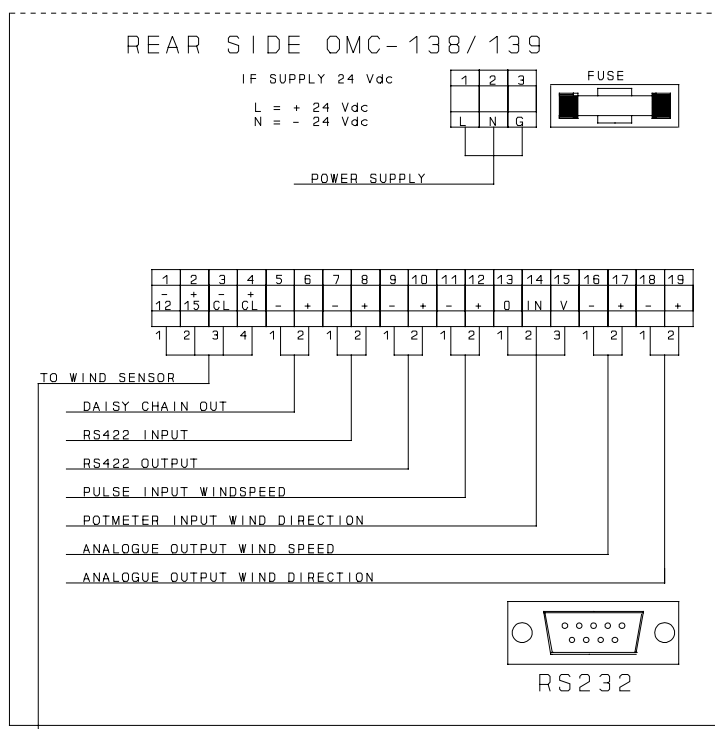 REAR SIDE OMC-138/139
IF SUPPLY 24 Vdc
L = + 24 Vdc
N = - 24 Vdc
1 2 3
L N G
FUSE
POWER SUPPLY
1 2 3 4 5 6 7 8 9 10 11 12 13 14 15 16 17 18 19
- + - +
12 15 CL CL - + - + - + - + 0 IN V - + - +
1 2 3 4 1 2 1 2 1 2 1 2 1 2 3 1 2 1 2
TO WIND SENSOR
DAISY CHAIN OUT
RS422 INPUT
RS422 OUTPUT
PULSE INPUT WINDSPEED
POTMETER INPUT WIND DIRECTION
ANALOGUE OUTPUT WIND SPEED
ANALOGUE OUTPUT WIND DIRECTION
RS232